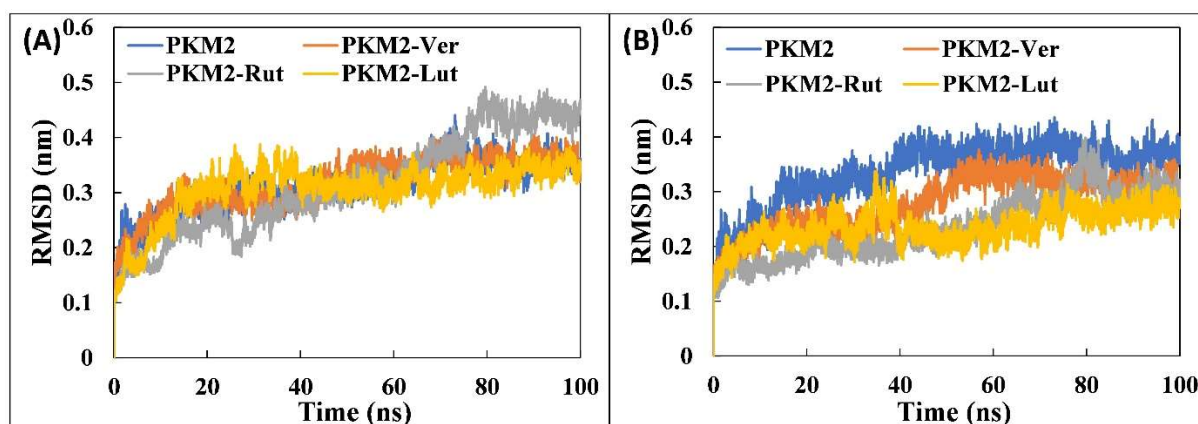 (A)
PKM2
PKM2-Ver
PKM2-Rut
PKM2-Lut
RMSD (nm)
0.6
0.5
0.4
0.3
0.2
0.1
0
0 20 40 60 80 100
Time (ns)
(B)
PKM2
PKM2-Ver
PKM2-Rut
PKM2-Lut
RMSD (nm)
0.6
0.5
0.4
0.3
0.2
0.1
0
0 20 40 60 80 100
Time (ns)